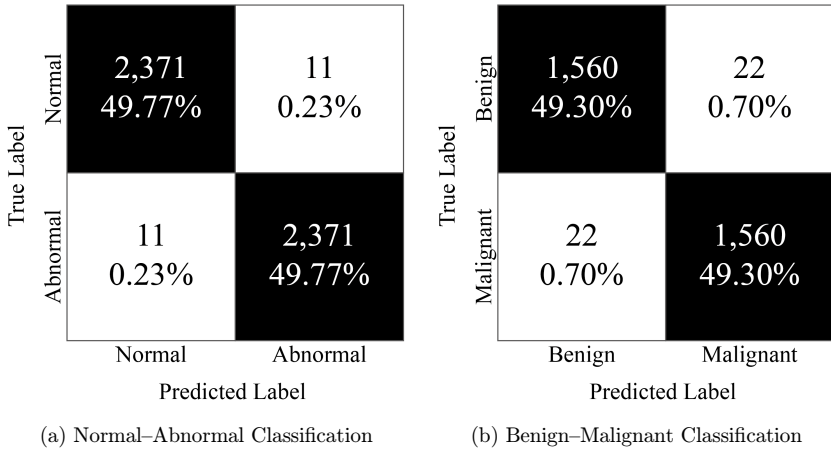 True Label
Normal
Abnormal
2,371
49.77%
11
0.23%
11
0.23%
2,371
49.77%
Normal
Abnormal
Predicted Label
(a) Normal–Abnormal Classification
True Label
Benign
Malignant
1,560
49.30%
22
0.70%
22
0.70%
1,560
49.30%
Benign
Malignant
Predicted Label
(b) Benign–Malignant Classification